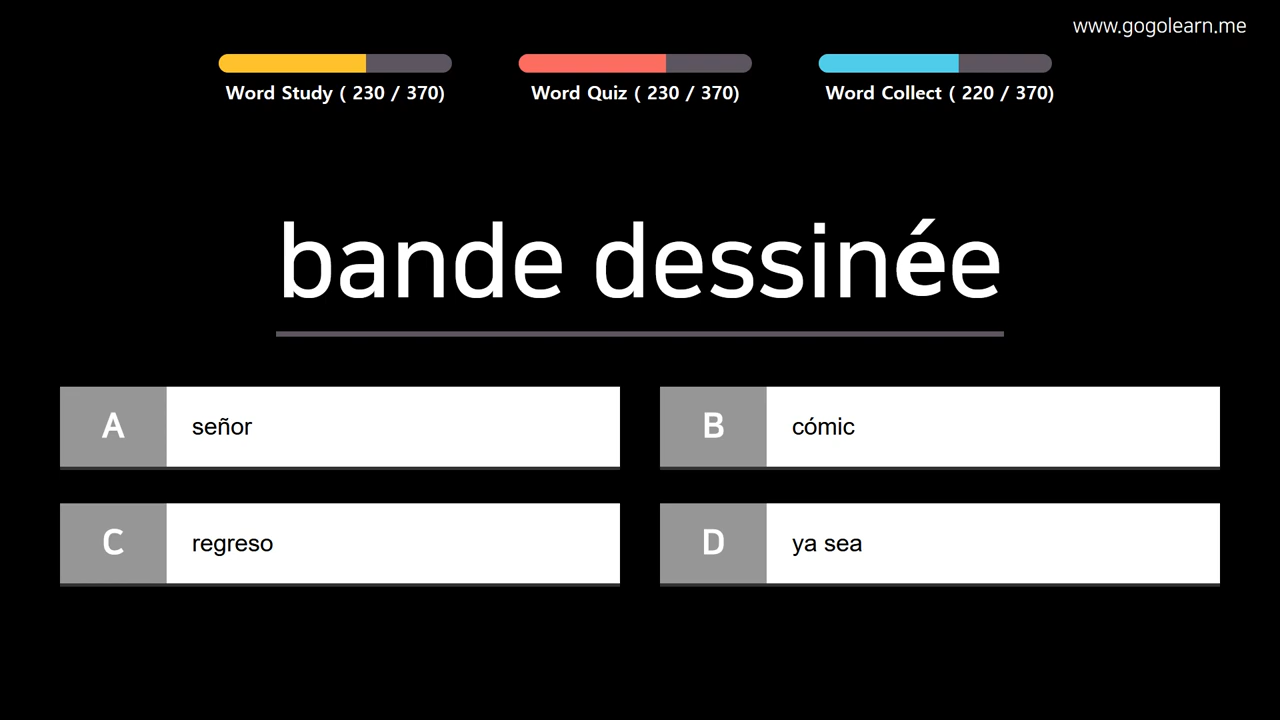 www.gogolearn.me
Word Study ( 230 / 370)
Word Quiz ( 230 / 370)
Word Collect ( 220 / 370)
bande dessinée
A señor
B cómic
C regreso
D ya sea